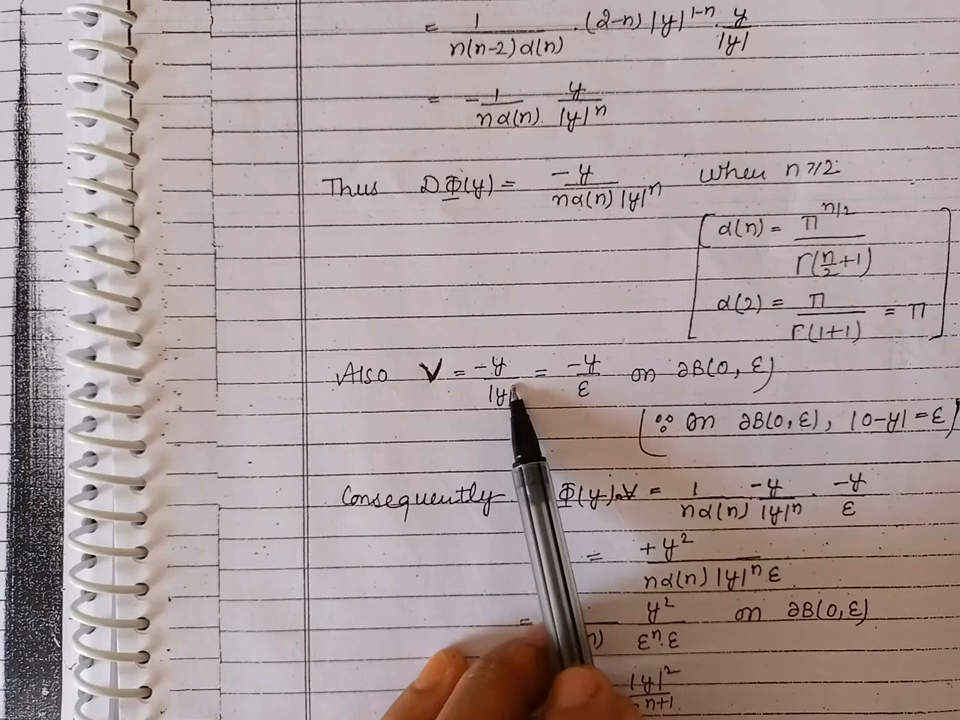 = 1 / n(n-2)α(n) . (2-n) |y|^{1-n} . y / |y|
= - 1 / nα(n) . y / |y|^n
Thus DΦ(y) = -y / nα(n) |y|^n when n ≥ 2
α(n) = π^{n/2} / Γ(n/2 + 1)
α(2) = π / Γ(1+1) = π
Also V = -y / |y| = -y / ε on ∂B(0, ε)
(∵ on ∂B(0, ε), |0-y| = ε)
Consequently Φ(y).V = 1 / nα(n) -y / |y|^n . -y / ε
= + y² / nα(n) |y|^n ε
= y² / ε^n . ε on ∂B(0, ε)
|y|² / n+1